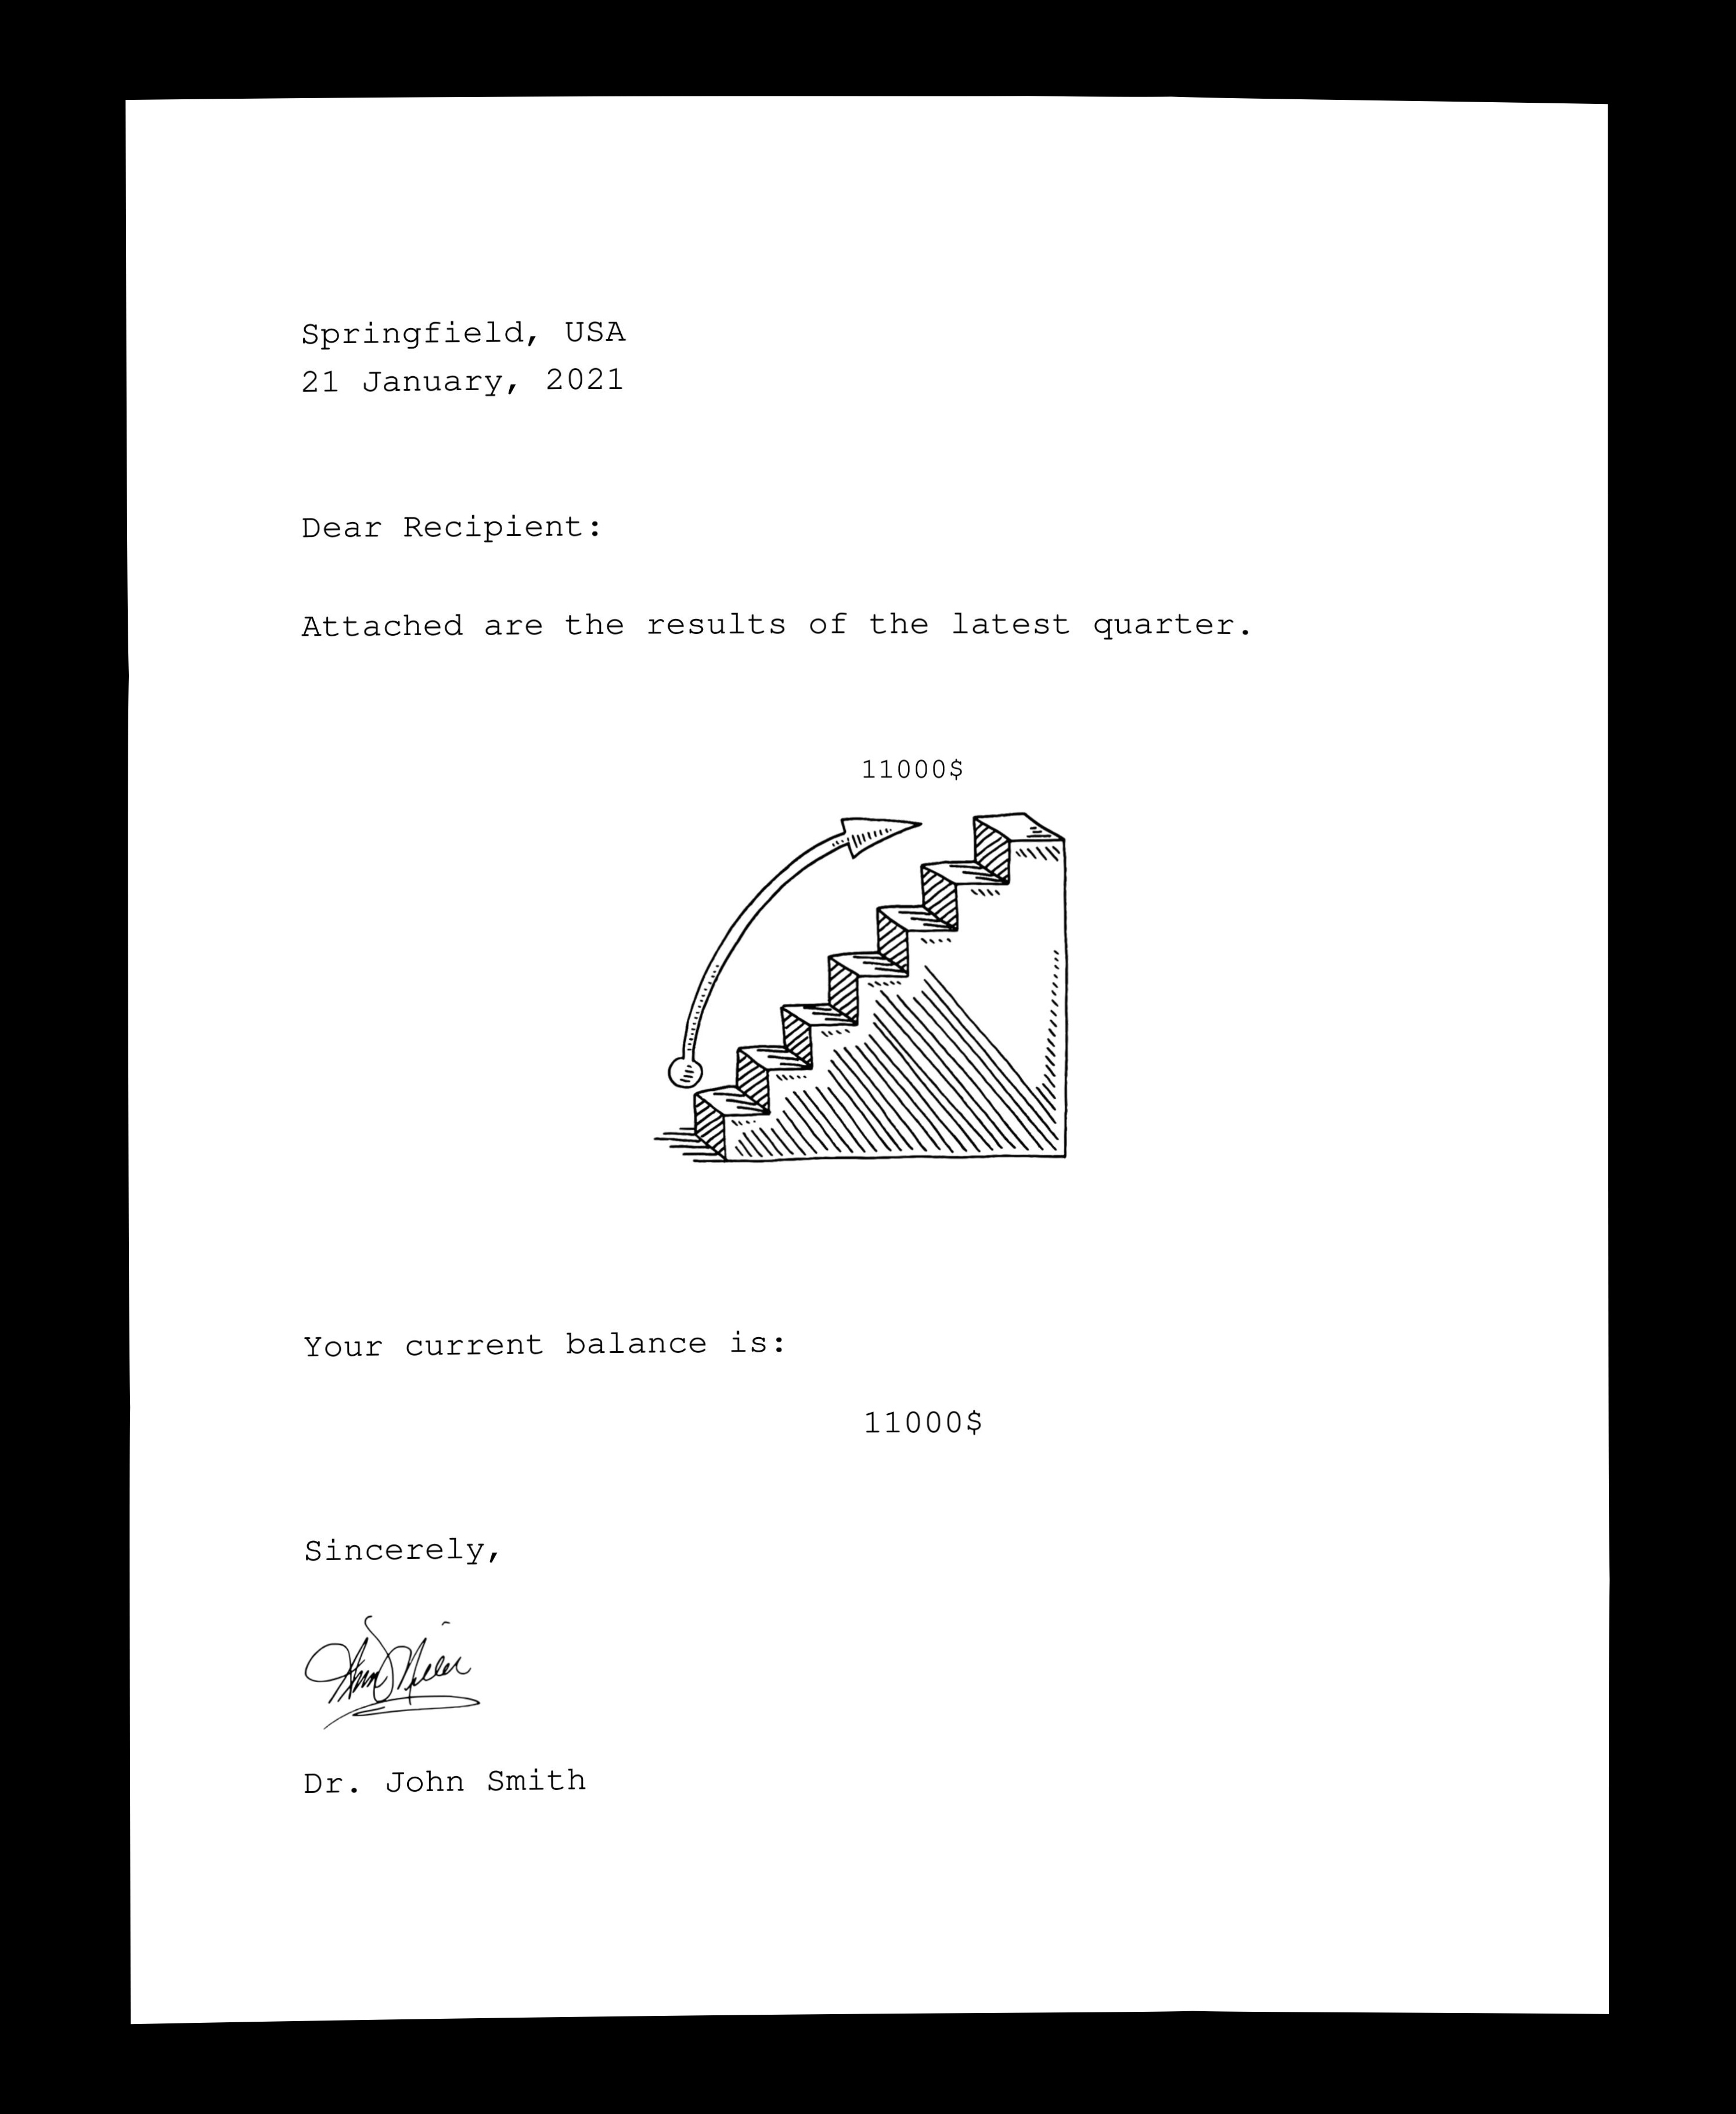 Springfield, USA
21 January, 2021
Dear Recipient:
Attached are the results of the latest quarter.
11000$
Your current balance is:
11000$
Sincerely,
Dr. John Smith